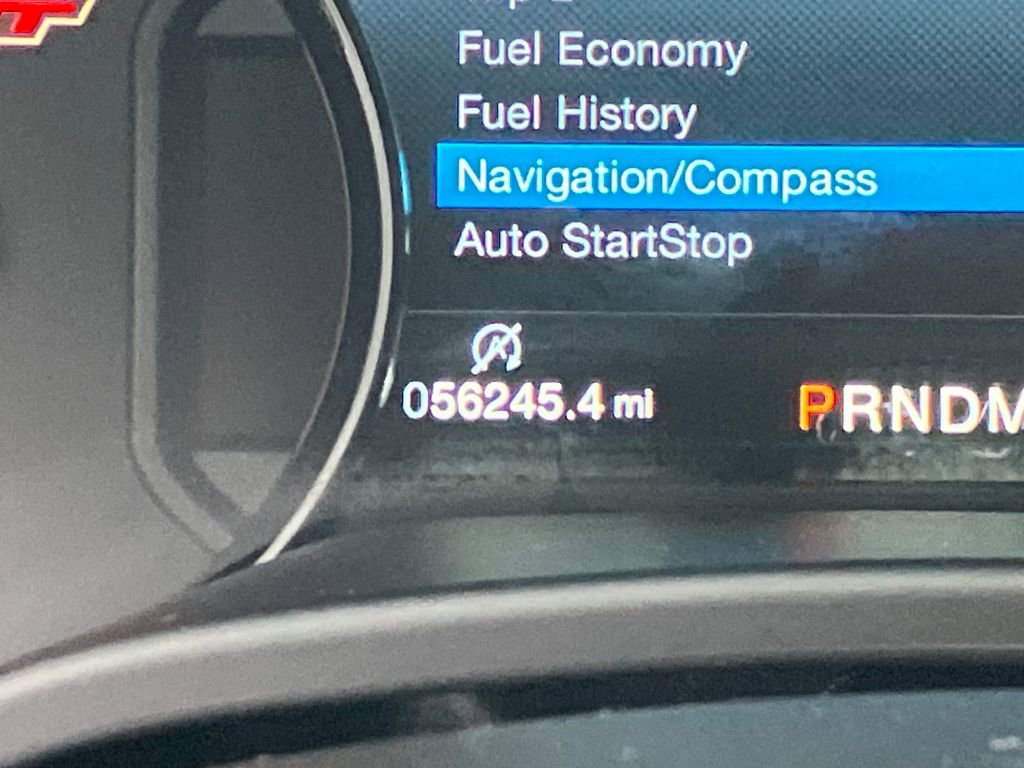 Fuel Economy
Fuel History
Navigation/Compass
Auto StartStop
A
056245.4 mi
PRNDM